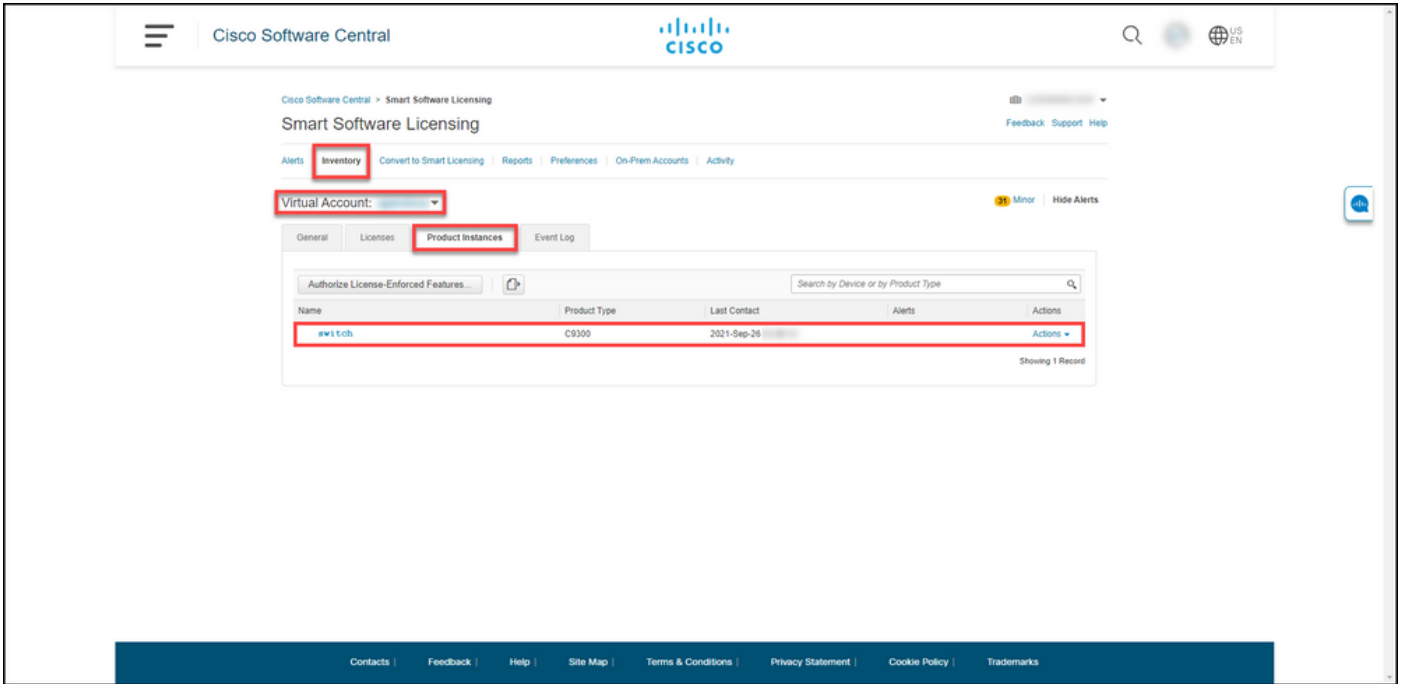 Cisco Software Central
CISCO
US
EN
Cisco Software Central > Smart Software Licensing
Smart Software Licensing
Feedback Support Help
Alerts | Inventory | Convert to Smart Licensing | Reports | Preferences | On-Prem Accounts | Activity
Virtual Account:
31 Minor | Hide Alerts
General Licenses Product Instances Event Log
Authorize License-Enforced Features...
Search by Device or by Product Type
Name Product Type Last Contact Alerts Actions
switch C9300 2021-Sep-26 Actions
Showing 1 Record
Contacts | Feedback | Help | Site Map | Terms & Conditions | Privacy Statement | Cookie Policy | Trademarks